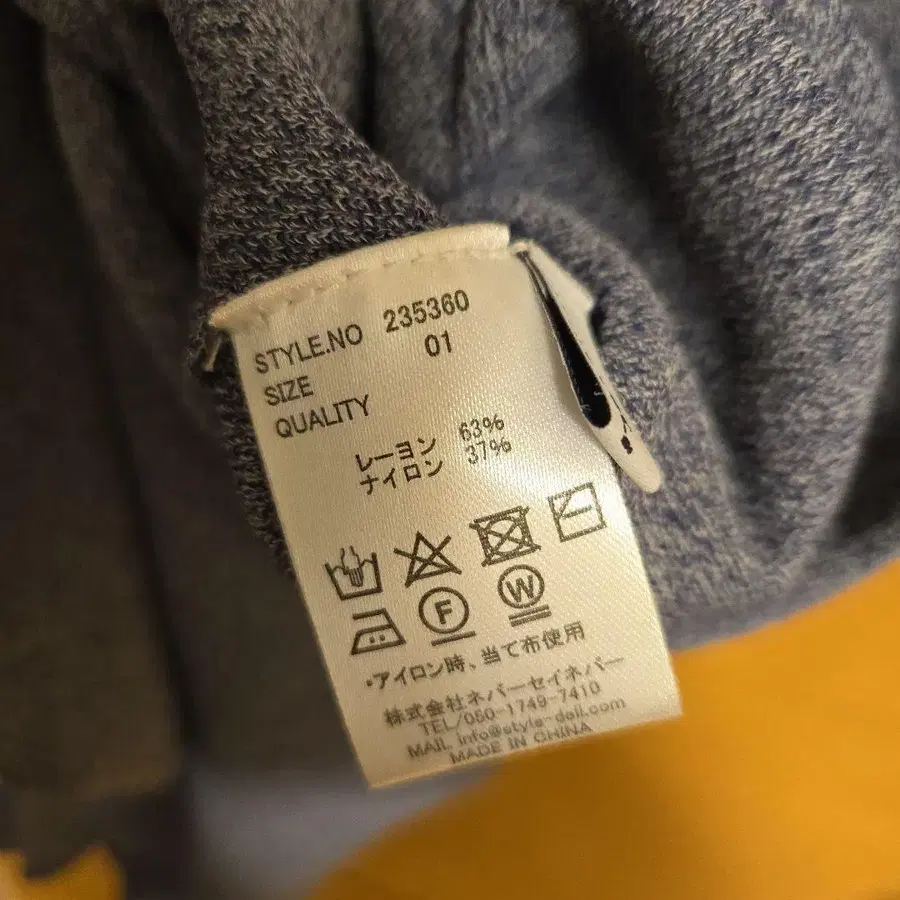 STYLE.NO 235360
SIZE 01
QUALITY
レーヨン 63%
ナイロン 37%
F W
•アイロン時、当て布使用
株式会社ネバーセイネバー
TEL/050-1749-7410
MAIL info@style-deli.com
MADE IN CHINA